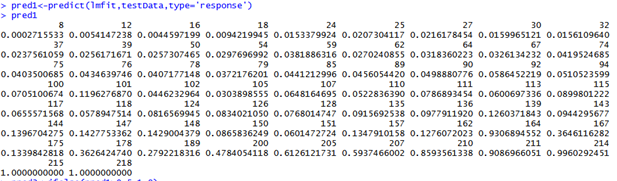 > pred1<-predict(lmfit,testData,type='response')
> pred1
8 12 16 18 24 25 27 30 32
0.0002715533 0.0054147238 0.0044597199 0.0094219945 0.0153379924 0.0207304117 0.0216178454 0.0159965121 0.0156109640
37 39 50 54 59 62 64 67 74
0.0237561059 0.0256171671 0.0257307465 0.0297696992 0.0381886316 0.0270240855 0.0318360223 0.0326134232 0.0419524685
75 76 78 79 85 89 90 92 94
0.0403500685 0.0434639746 0.0407177148 0.0372176201 0.0441212996 0.0456054420 0.0498880776 0.0586452219 0.0510523599
100 101 102 105 107 110 111 113 115
0.0705100674 0.1196276870 0.0446232964 0.0303898555 0.0648164695 0.0522836390 0.0786893454 0.0600697336 0.0899801222
117 118 124 126 128 135 136 139 143
0.0655571568 0.0578947514 0.0816569945 0.0834021050 0.0768014747 0.0915692538 0.0977911920 0.1260371843 0.0944295677
144 147 148 150 151 157 162 164 167
0.1396704275 0.1427753362 0.1429004379 0.0865836249 0.0601472724 0.1347910158 0.1276072023 0.9306894552 0.3646116282
175 178 189 200 205 207 210 211 214
0.1339842818 0.3626424740 0.2792218316 0.4784054118 0.6126121731 0.5937466002 0.8593561338 0.9086966051 0.9960292451
215 218
1.0000000000 1.0000000000